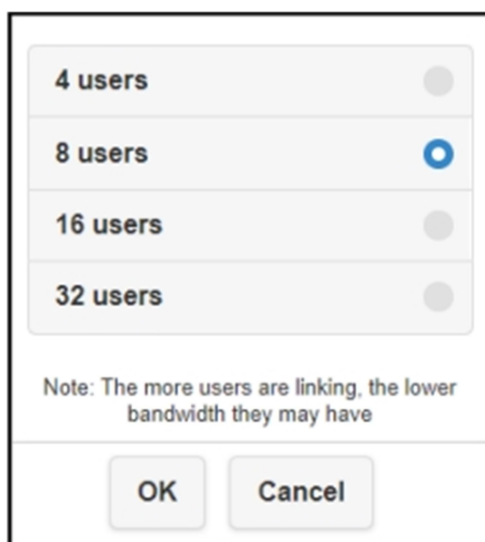 4 users
8 users
16 users
32 users
Note: The more users are linking, the lower
bandwidth they may have
OK
Cancel